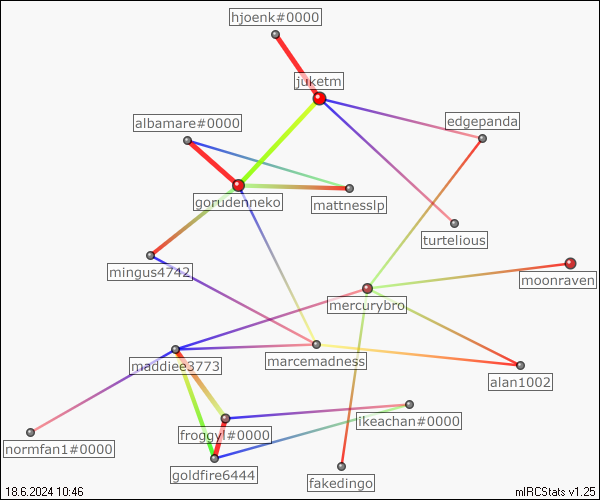 hjoenk#0000
juketm
albamare#0000
edgepanda
gorudenneko
mattnesslp
turtelious
mingus4742
moonraven
mercurybro
marcemadness
maddiee3773
alan1002
ikeachan#0000
froggyl#0000
normfan1#0000
goldfire6444
fakedingo
18.6.2024 10:46
mIRCStats v1.25